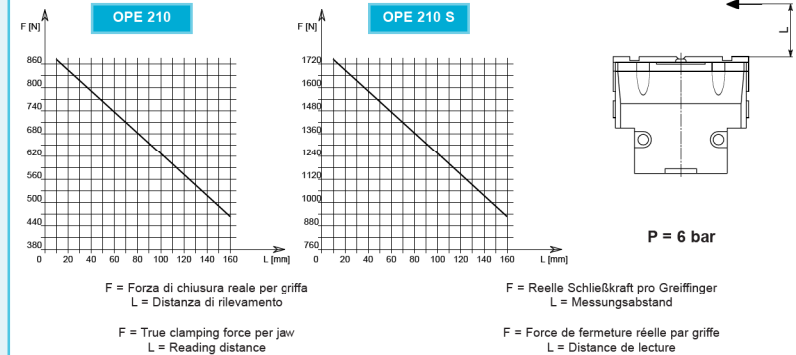 OPE 210
F [N]
860
800
740
680
620
560
500
440
380
0 20 40 60 80 100 120 140 160 L [mm]
OPE 210 S
F [N]
1720
1600
1480
1360
1240
1120
1000
880
760
0 20 40 60 80 100 120 140 160 L [mm]
L
P = 6 bar
F = Forza di chiusura reale per griffa
L = Distanza di rilevamento
F = Reelle Schließkraft pro Greiffinger
L = Messungsabstand
F = True clamping force per jaw
L = Reading distance
F = Force de fermeture réelle par griffe
L = Distance de lecture